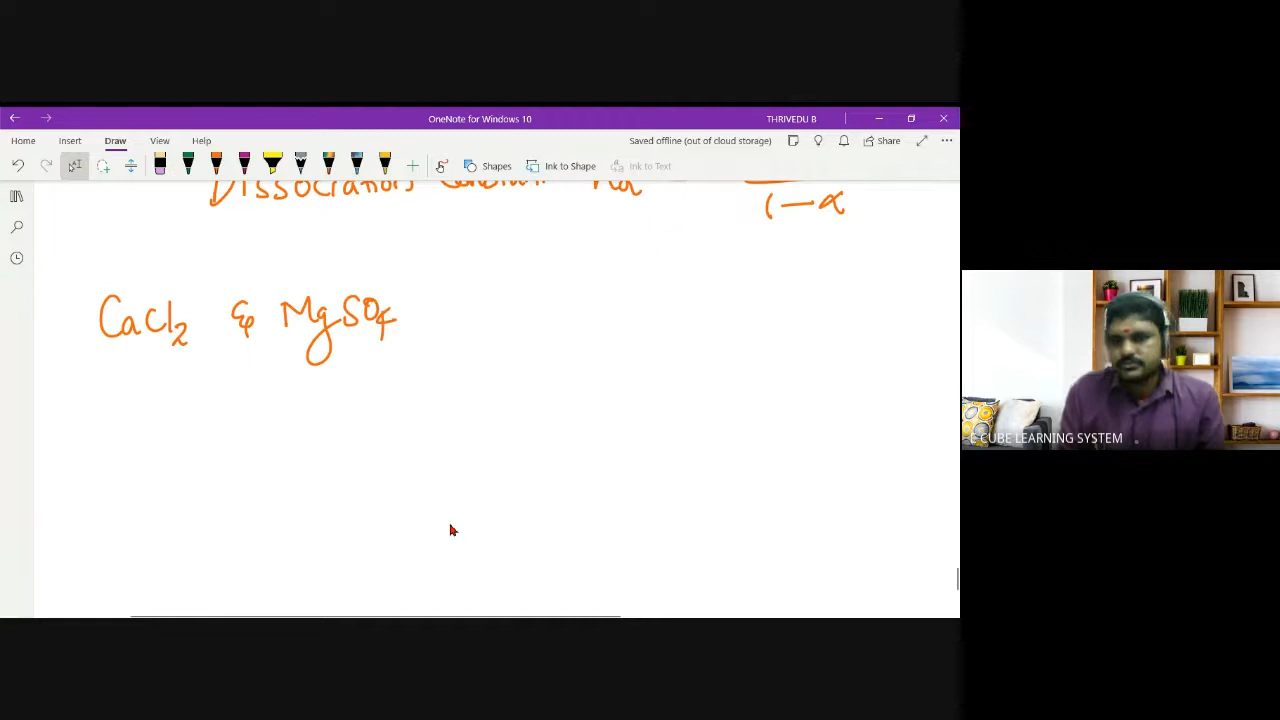 OneNote for Windows 10
THRIVEDU B
Home Insert Draw View Help
Saved offline (out of cloud storage)
Share
Shapes
Ink to Shape
Ink to Text
Dissociation
1-α
CaCl2 & MgSO4
E CUBE LEARNING SYSTEM